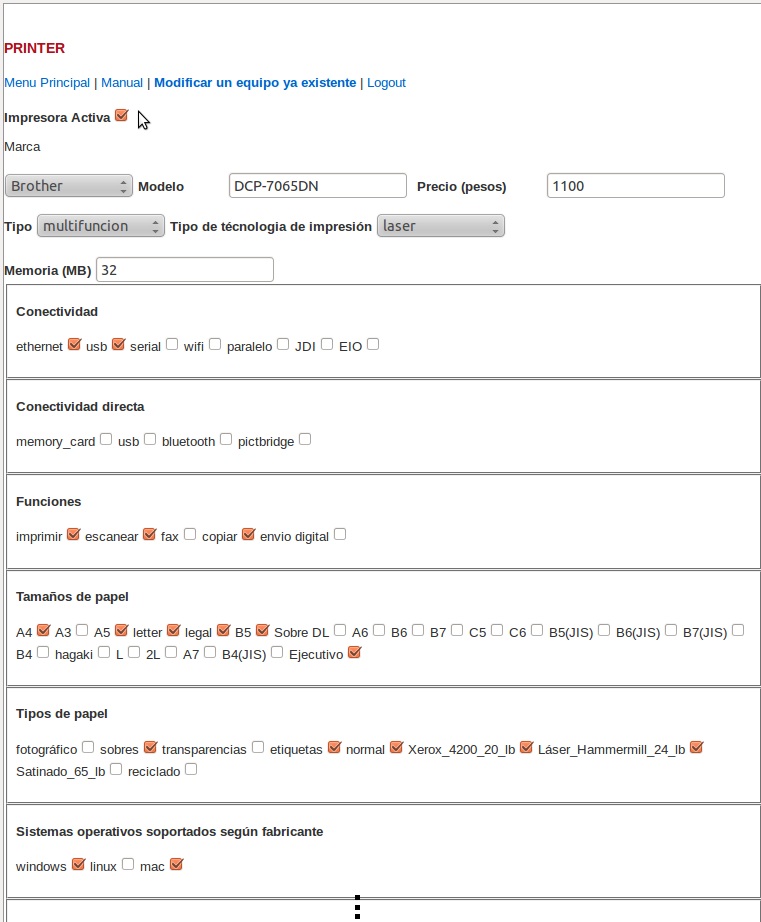 PRINTER
Menu Principal | Manual | Modificar un equipo ya existente | Logout
Impresora Activa
Marca
Brother Modelo DCP-7065DN Precio (pesos) 1100
Tipo multifuncion Tipo de técnologia de impresión laser
Memoria (MB) 32
Conectividad
ethernet usb serial wifi paralelo JDI EIO
Conectividad directa
memory_card usb bluetooth pictbridge
Funciones
imprimir escanear fax copiar envio digital
Tamaños de papel
A4 A3 A5 letter legal B5 Sobre DL A6 B6 B7 C5 C6 B5(JIS) B6(JIS) B7(JIS)
B4 hagaki L 2L A7 B4(JIS) Ejecutivo
Tipos de papel
fotográfico sobres transparencias etiquetas normal Xerox_4200_20_lb Láser_Hammermill_24_lb
Satinado_65_lb reciclado
Sistemas operativos soportados según fabricante
windows linux mac